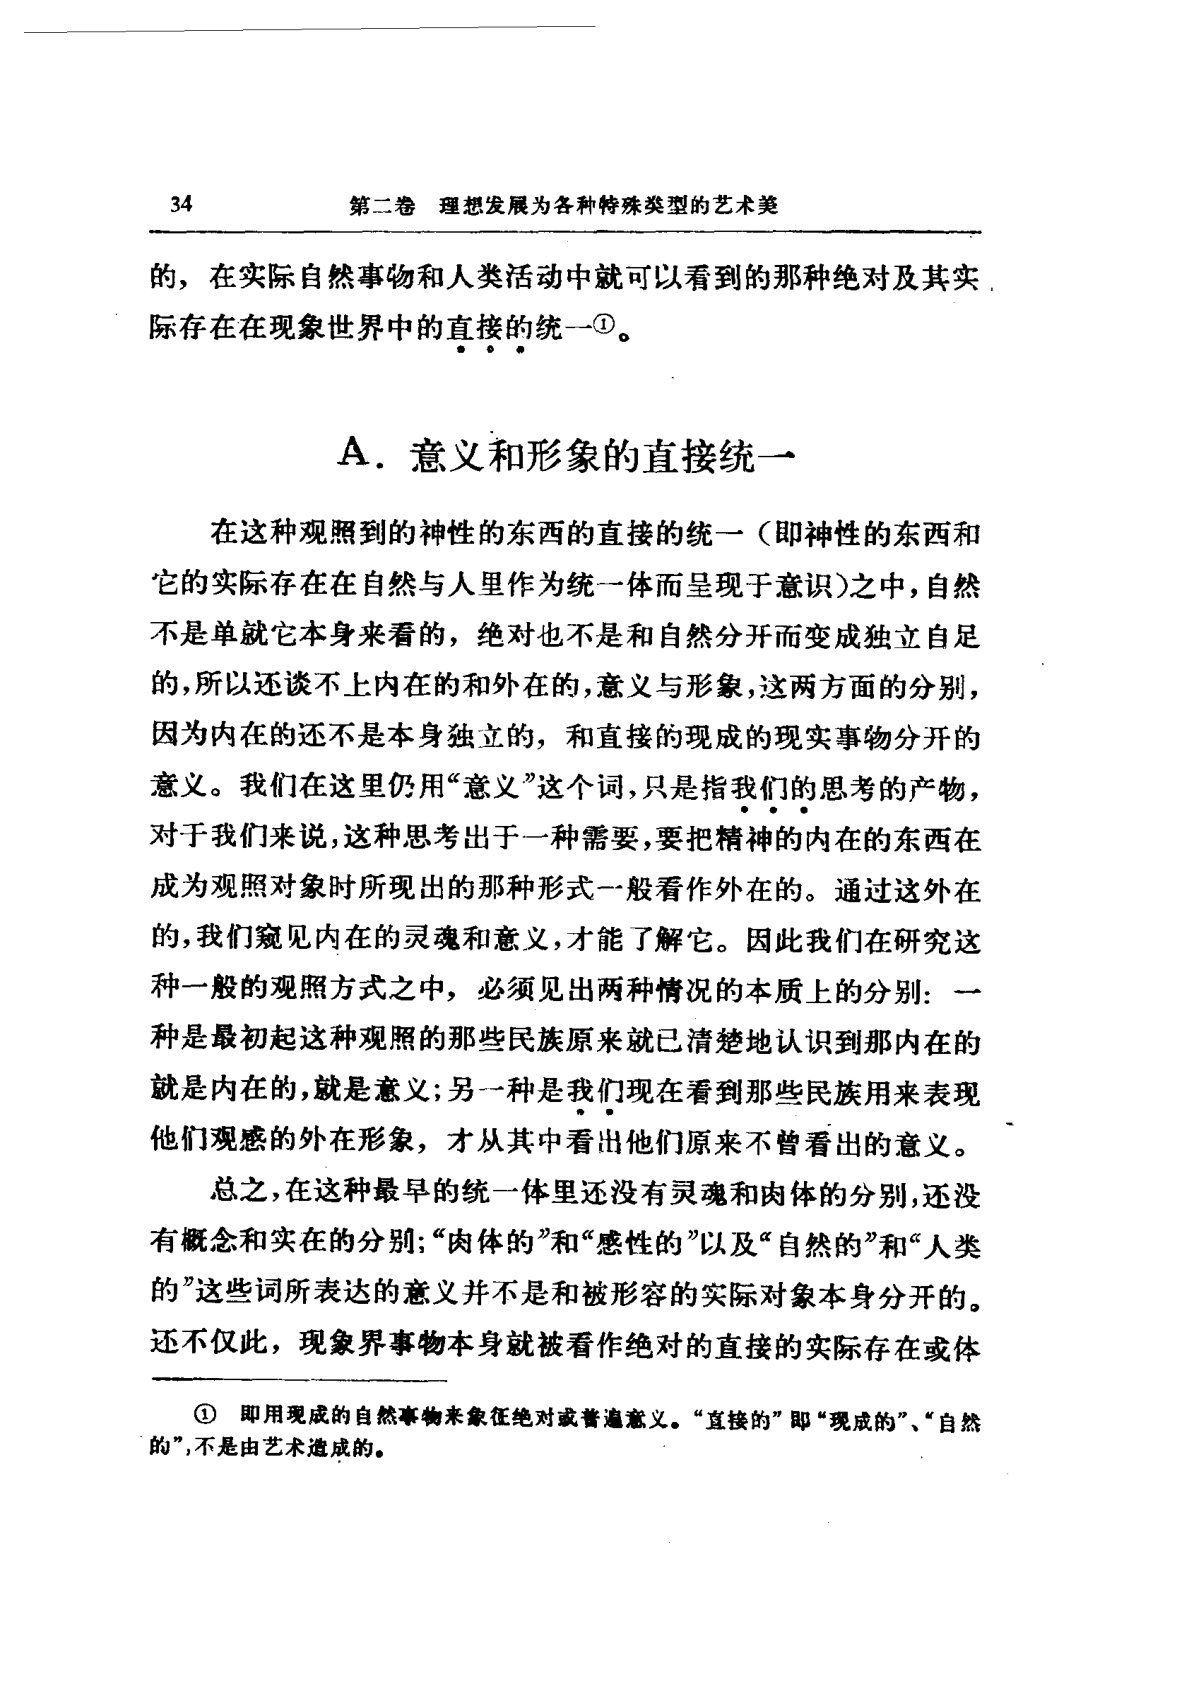 34 第二卷 理想发展为各种特殊类型的艺术美
的，在实际自然事物和人类活动中就可以看到的那种绝对及其实
际存在在现象世界中的直接的统一①。
A．意义和形象的直接统一
在这种观照到的神性的东西的直接的统一（即神性的东西和
它的实际存在在自然与人里作为统一体而呈现于意识）之中，自然
不是单就它本身来看的，绝对也不是和自然分开而变成独立自足
的，所以还谈不上内在的和外在的，意义与形象，这两方面的分别，
因为内在的还不是本身独立的，和直接的现成的现实事物分开的
意义。我们在这里仍用“意义”这个词，只是指我们的思考的产物，
对于我们来说，这种思考出于一种需要，要把精神的内在的东西在
成为观照对象时所现出的那种形式一般看作外在的。通过这外在
的，我们窥见内在的灵魂和意义，才能了解它。因此我们在研究这
种一般的观照方式之中，必须见出两种情况的本质上的分别：一
种是最初起这种观照的那些民族原来就已清楚地认识到那内在的
就是内在的，就是意义；另一种是我们现在看到那些民族用来表现
他们观感的外在形象，才从其中看出他们原来不曾看出的意义。
总之，在这种最早的统一体里还没有灵魂和肉体的分别，还没
有概念和实在的分别；“肉体的”和“感性的”以及“自然的”和“人类
的”这些词所表达的意义并不是和被形容的实际对象本身分开的。
还不仅此，现象界事物本身就被看作绝对的直接的实际存在或体
① 即用现成的自然事物来象征绝对或普遍意义。“直接的”即“现成的”、“自然
的”，不是由艺术造成的。